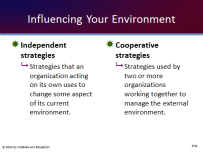 Influencing Your Environment
Independent
strategies
Strategies that an
organization acting
on its own uses to
change some aspect
of its current
environment.
Cooperative
strategies
Strategies used by
two or more
organizations
working together to
manage the external
environment.